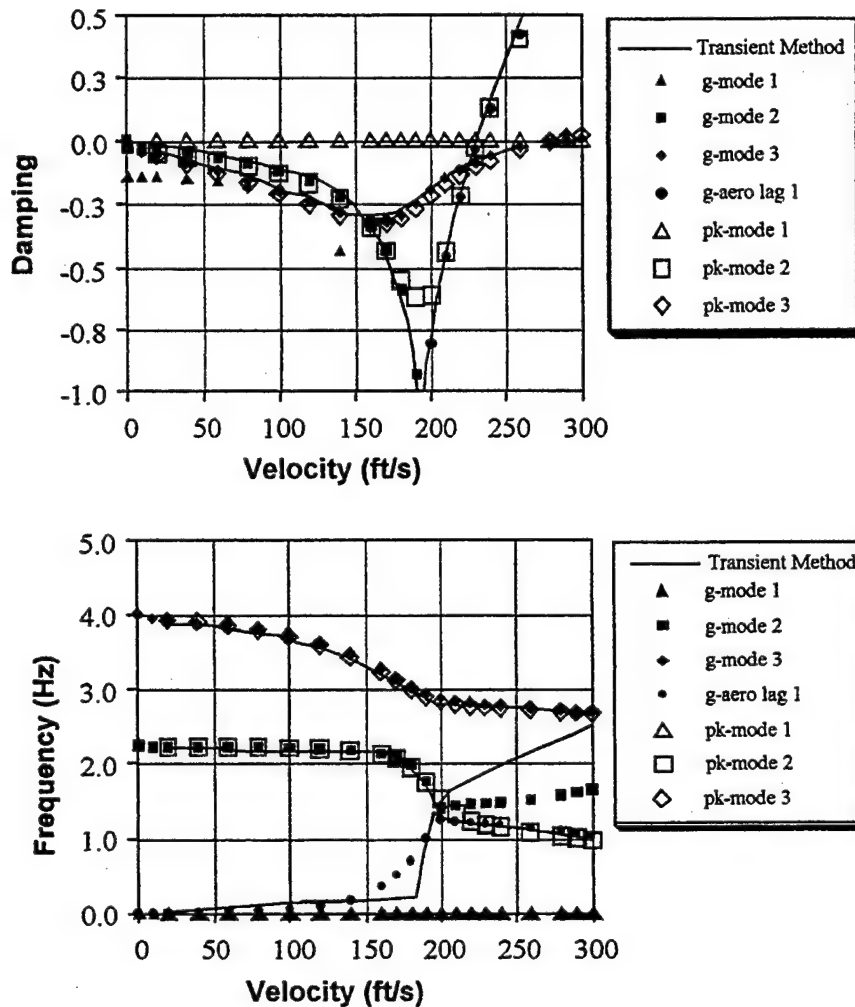 0.5
0.3
0.0
-0.3
-0.5
-0.8
-1.0
Damping
0
50
100
150
200
250
300
Velocity (ft/s)
Transient Method
g-mode 1
g-mode 2
g-mode 3
g-aero lag 1
pk-mode 1
pk-mode 2
pk-mode 3
5.0
4.0
3.0
2.0
1.0
0.0
Frequency (Hz)
0
50
100
150
200
250
300
Velocity (ft/s)
Transient Method
g-mode 1
g-mode 2
g-mode 3
g-aero lag 1
pk-mode 1
pk-mode 2
pk-mode 3